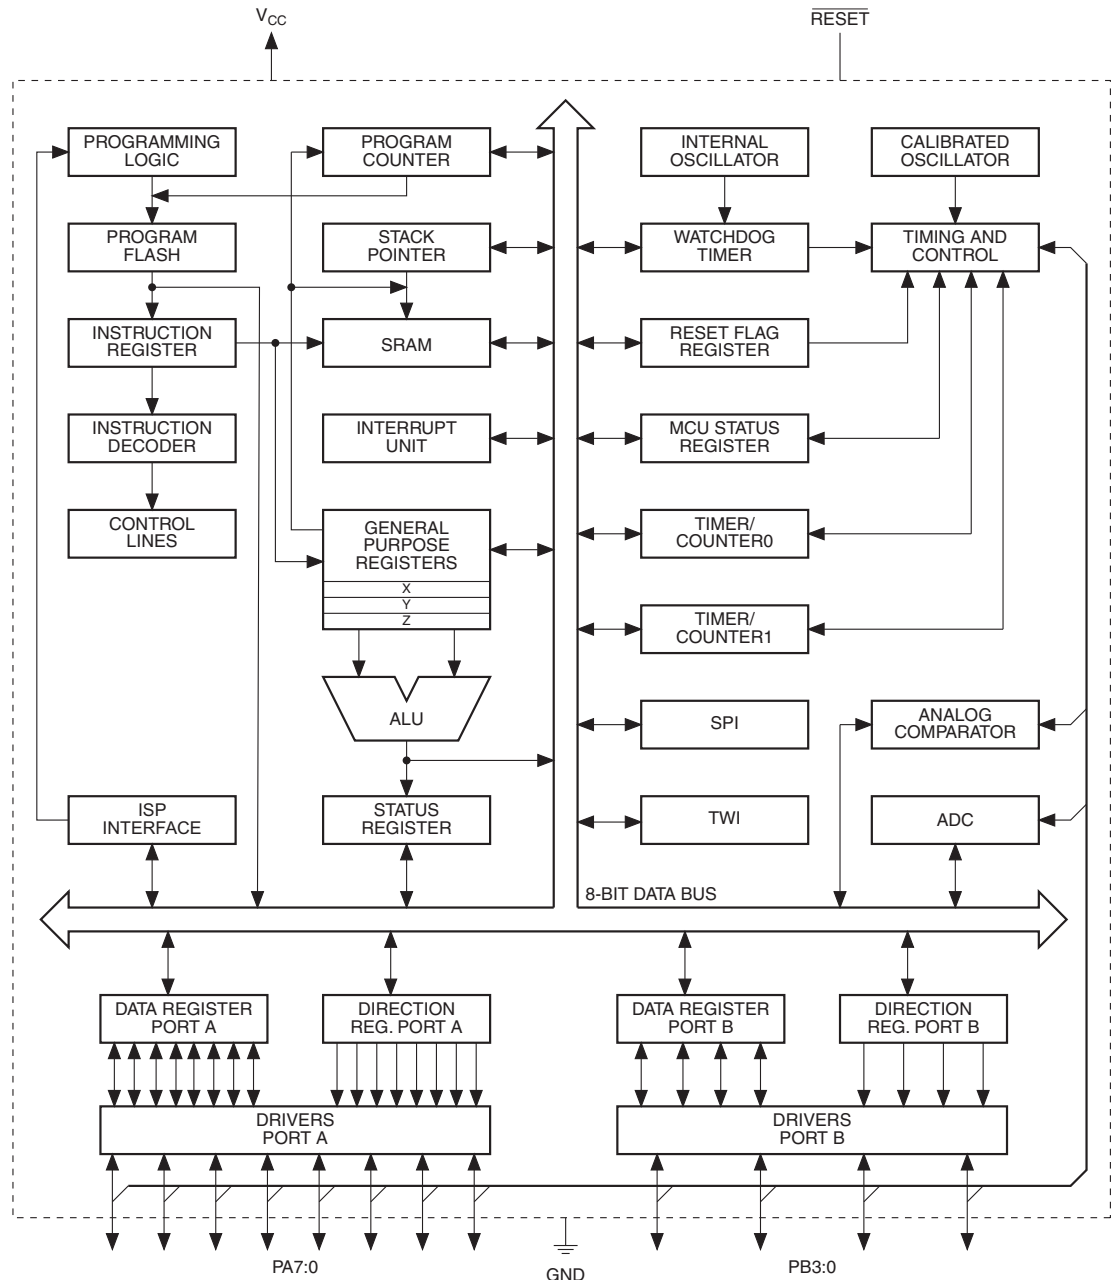 VCC
RESET
PROGRAMMING
LOGIC
PROGRAM
COUNTER
INTERNAL
OSCILLATOR
CALIBRATED
OSCILLATOR
PROGRAM
FLASH
STACK
POINTER
WATCHDOG
TIMER
TIMING AND
CONTROL
INSTRUCTION
REGISTER
SRAM
RESET FLAG
REGISTER
INSTRUCTION
DECODER
INTERRUPT
UNIT
MCU STATUS
REGISTER
CONTROL
LINES
GENERAL
PURPOSE
REGISTERS
X
Y
Z
TIMER/
COUNTER0
TIMER/
COUNTER1
ALU
SPI
ANALOG
COMPARATOR
ISP
INTERFACE
STATUS
REGISTER
TWI
ADC
8-BIT DATA BUS
DATA REGISTER
PORT A
DIRECTION
REG. PORT A
DATA REGISTER
PORT B
DIRECTION
REG. PORT B
DRIVERS
PORT A
DRIVERS
PORT B
PA7:0
GND
PB3:0